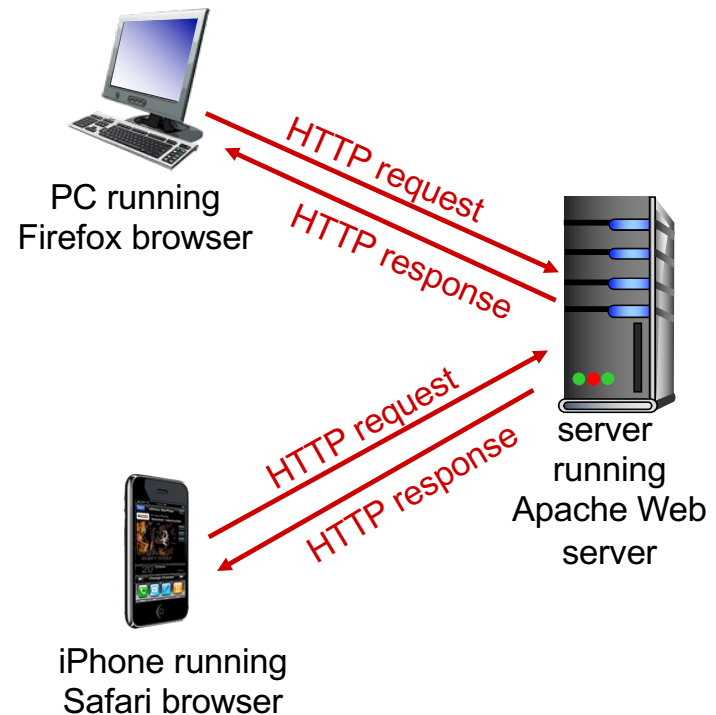 HTTP request
HTTP response
PC running
Firefox browser
HTTP request
HTTP response
server
running
Apache Web
server
iPhone running
Safari browser